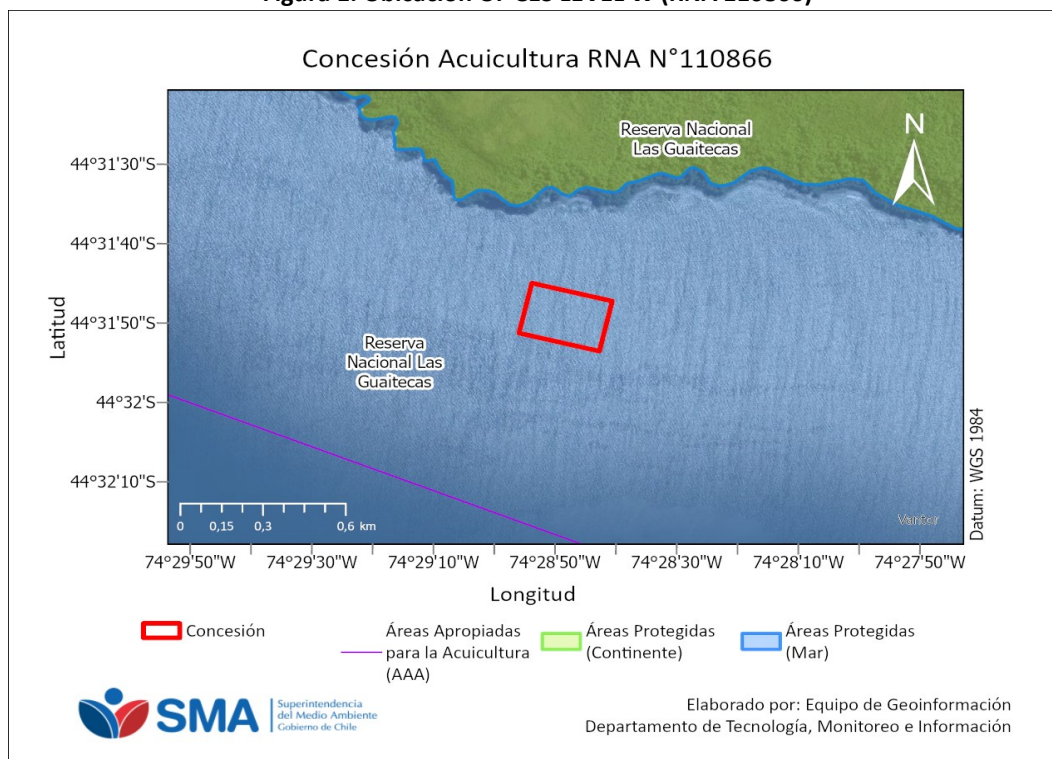 Concesión Acuicultura RNA N°110866
Reserva Nacional
Las Guaitecas
N
44°31'30"S
44°31'40"S
44°31'50"S
44°32'S
44°32'10"S
Latitud
Reserva
Nacional Las
Guaitecas
Datum: WGS 1984
0 0,15 0,3 0,6 km
Vantor
74°29'50"W 74°29'30"W 74°29'10"W 74°28'50"W 74°28'30"W 74°28'10"W 74°27'50"W
Longitud
Concesión
Áreas Apropiadas
para la Acuicultura
(AAA)
Áreas Protegidas
(Continente)
Áreas Protegidas
(Mar)
SMA
Superintendencia
del Medio Ambiente
Gobierno de Chile
Elaborado por: Equipo de Geoinformación
Departamento de Tecnología, Monitoreo e Información